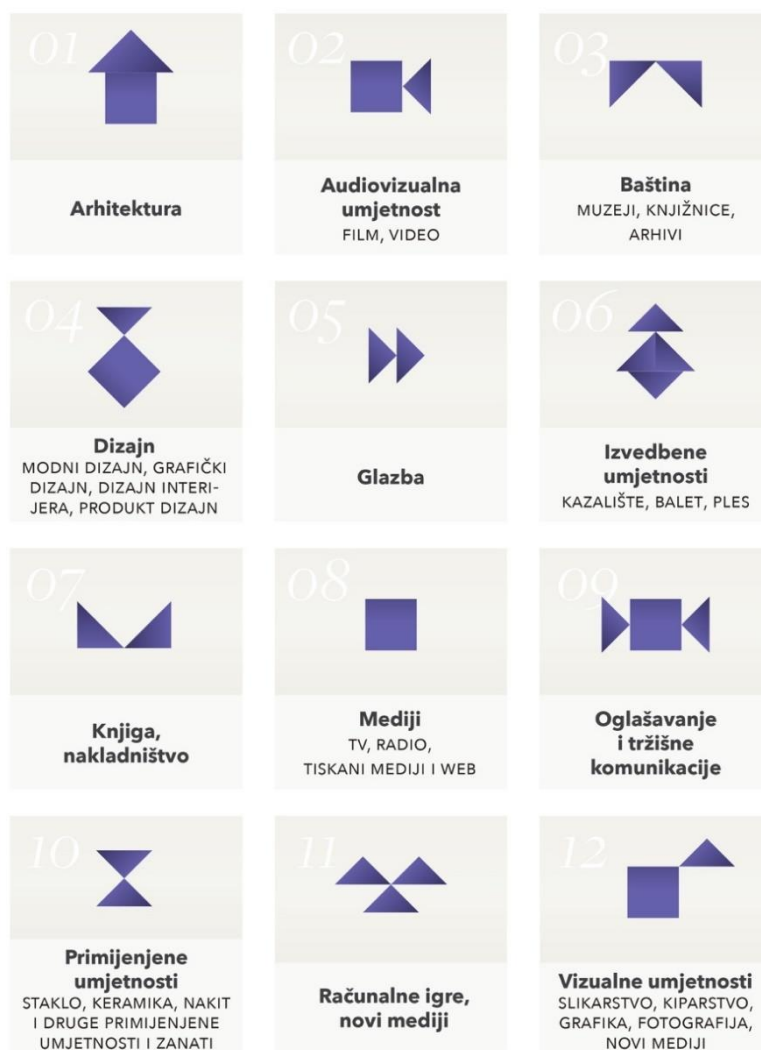 01
Arhitektura
02
Audiovizualna
umjetnost
FILM, VIDEO
03
Baština
MUZEJI, KNJIŽNICE,
ARHIVI
04
Dizajn
MODNI DIZAJN, GRAFIČKI
DIZAJN, DIZAJN INTERI-
JERA, PRODUKT DIZAJN
05
Glazba
06
Izvedbene
umjetnosti
KAZALIŠTE, BALET, PLES
07
Knjiga,
nakladništvo
08
Mediji
TV, RADIO,
TISKANI MEDIJI I WEB
09
Oglašavanje
i tržišne
komunikacije
10
Primijenjene
umjetnosti
STAKLO, KERAMIKA, NAKIT
I DRUGE PRIMIJENJENE
UMJETNOSTI I ZANATI
11
Računalne igre,
novi mediji
12
Vizualne umjetnosti
SLIKARSTVO, KIPARSTVO,
GRAFIKA, FOTOGRAFIJA,
NOVI MEDIJI